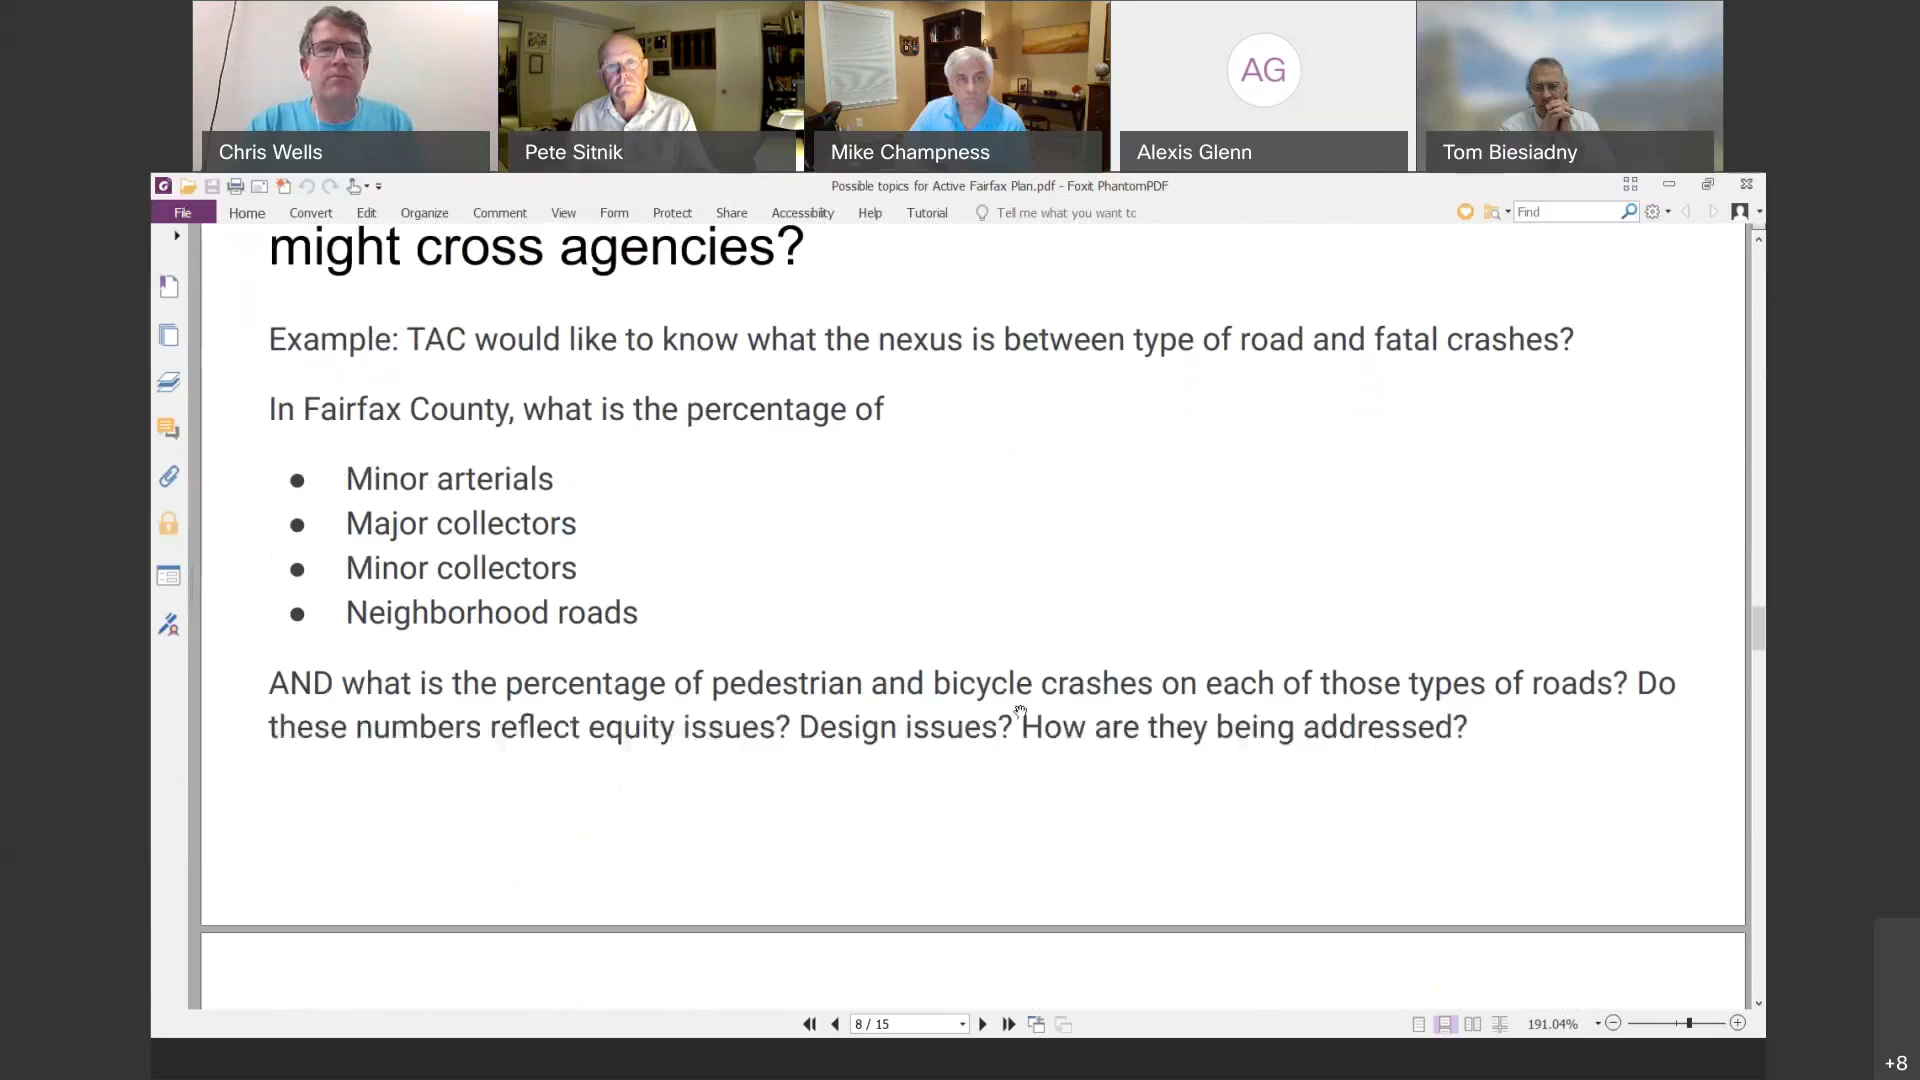 Chris Wells
Pete Sitnik
Mike Champness
AG
Alexis Glenn
Tom Biesiadny
Possible topics for Active Fairfax Plan.pdf - Foxit PhantomPDF
File Home Convert Edit Organize Comment View Form Protect Share Accessibility Help Tutorial Tell me what you want to Find
might cross agencies?
Example: TAC would like to know what the nexus is between type of road and fatal crashes?
In Fairfax County, what is the percentage of
● Minor arterials
● Major collectors
● Minor collectors
● Neighborhood roads
AND what is the percentage of pedestrian and bicycle crashes on each of those types of roads? Do
these numbers reflect equity issues? Design issues? How are they being addressed?
8 / 15
191.04%
+8